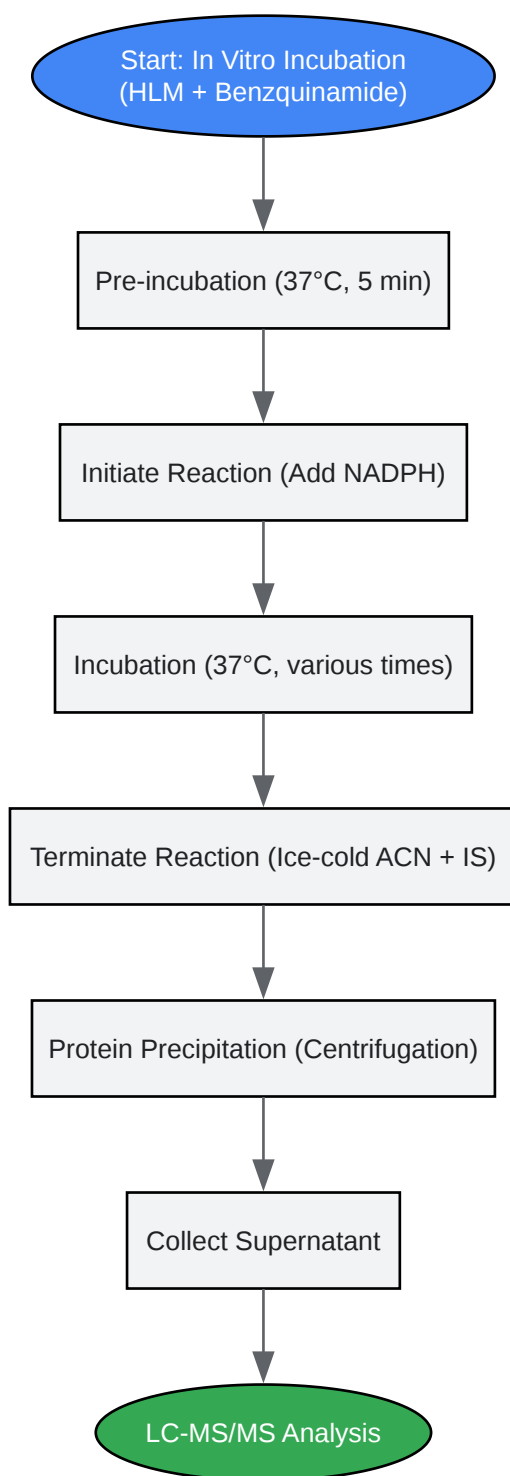 Start: In Vitro Incubation
(HLM + Benzquinamide)
Pre-incubation (37°C, 5 min)
Initiate Reaction (Add NADPH)
Incubation (37°C, various times)
Terminate Reaction (Ice-cold ACN + IS)
Protein Precipitation (Centrifugation)
Collect Supernatant
LC-MS/MS Analysis